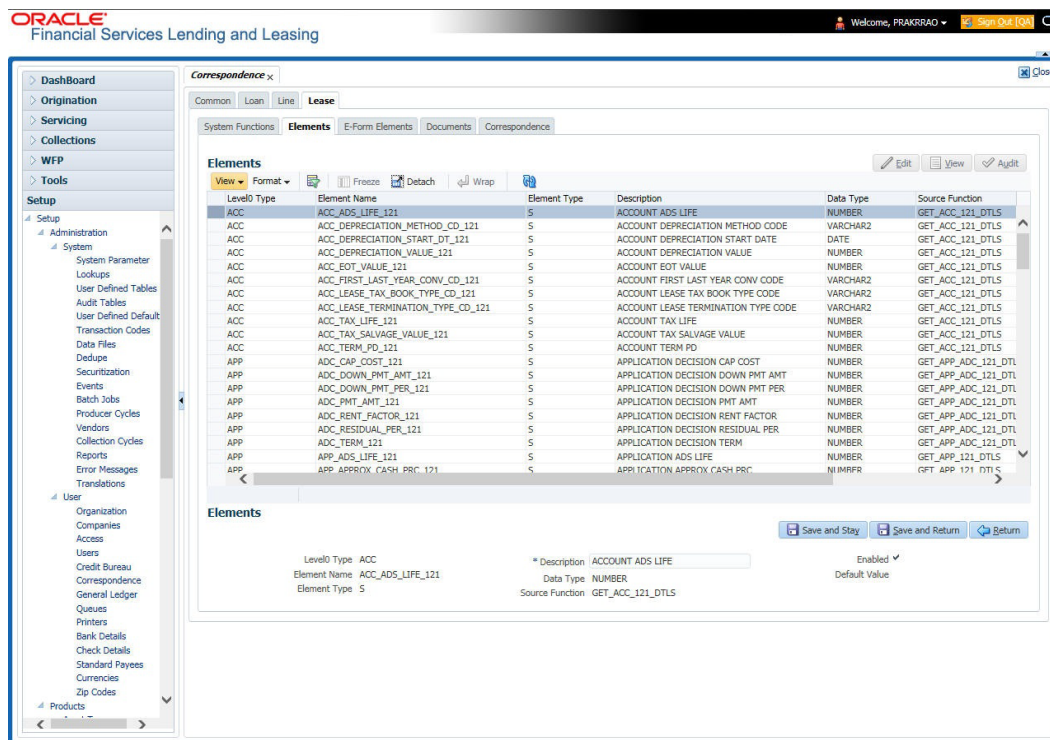 ORACLE
Financial Services Lending and Leasing
Welcome, PRAKRRAO
Sign Out [QA]
DashBoard
Origination
Servicing
Collections
WFP
Tools
Setup
Setup
Administration
System
System Parameter
Lookups
User Defined Tables
Audit Tables
User Defined Default
Transaction Codes
Data Files
Dedupe
Securitization
Events
Batch Jobs
Producer Cycles
Vendors
Collection Cycles
Reports
Error Messages
Translations
User
Organization
Companies
Access
Users
Credit Bureau
Correspondence
General Ledger
Queues
Printers
Bank Details
Check Details
Standard Payees
Currencies
Zip Codes
Products
Correspondence
Clos
Common Loan Line Lease
System Functions Elements E-Form Elements Documents Correspondence
Elements
Edit View Audit
View Format Freeze Detach Wrap
Level0 Type Element Name Element Type Description Data Type Source Function
ACC ACC_ADS_LIFE_121 S ACCOUNT ADS LIFE NUMBER GET_ACC_121_DTLS
ACC ACC_DEPRECIATION_METHOD_CD_121 S ACCOUNT DEPRECIATION METHOD CODE VARCHAR2 GET_ACC_121_DTLS
ACC ACC_DEPRECIATION_START_DT_121 S ACCOUNT DEPRECIATION START DATE DATE GET_ACC_121_DTLS
ACC ACC_DEPRECIATION_VALUE_121 S ACCOUNT DEPRECIATION VALUE NUMBER GET_ACC_121_DTLS
ACC ACC_EOT_VALUE_121 S ACCOUNT EOT VALUE NUMBER GET_ACC_121_DTLS
ACC ACC_FIRST_LAST_YEAR_CONV_CD_121 S ACCOUNT FIRST LAST YEAR CONV CODE VARCHAR2 GET_ACC_121_DTLS
ACC ACC_LEASE_TAX_BOOK_TYPE_CD_121 S ACCOUNT LEASE TAX BOOK TYPE CODE VARCHAR2 GET_ACC_121_DTLS
ACC ACC_LEASE_TERMINATION_TYPE_CD_121 S ACCOUNT LEASE TERMINATION TYPE CODE VARCHAR2 GET_ACC_121_DTLS
ACC ACC_TAX_LIFE_121 S ACCOUNT TAX LIFE NUMBER GET_ACC_121_DTLS
ACC ACC_TAX_SALVAGE_VALUE_121 S ACCOUNT TAX SALVAGE VALUE NUMBER GET_ACC_121_DTLS
ACC ACC_TERM_PD_121 S ACCOUNT TERM PD NUMBER GET_ACC_121_DTLS
APP ADC_CAP_COST_121 S APPLICATION DECISION CAP COST NUMBER GET_APP_ADC_121_DTL
APP ADC_DOWN_PMT_AMT_121 S APPLICATION DECISION DOWN PMT AMT NUMBER GET_APP_ADC_121_DTL
APP ADC_DOWN_PMT_PER_121 S APPLICATION DECISION DOWN PMT PER NUMBER GET_APP_ADC_121_DTL
APP ADC_PMT_AMT_121 S APPLICATION DECISION PMT AMT NUMBER GET_APP_ADC_121_DTL
APP ADC_RENT_FACTOR_121 S APPLICATION DECISION RENT FACTOR NUMBER GET_APP_ADC_121_DTL
APP ADC_RESIDUAL_PER_121 S APPLICATION DECISION RESIDUAL PER NUMBER GET_APP_ADC_121_DTL
APP ADC_TERM_121 S APPLICATION DECISION TERM NUMBER GET_APP_ADC_121_DTL
APP APP_ADS_LIFE_121 S APPLICATION ADS LIFE NUMBER GET_APP_121_DTLS
APP APP_APPROX_CASH_PRC_121 S APPLICATION APPROX CASH PRC NUMBER GET_APP_121_DTLS
Elements
Save and Stay Save and Return Return
Level0 Type ACC
Element Name ACC_ADS_LIFE_121
Element Type S
* Description ACCOUNT ADS LIFE
Data Type NUMBER
Source Function GET_ACC_121_DTLS
Enabled
Default Value